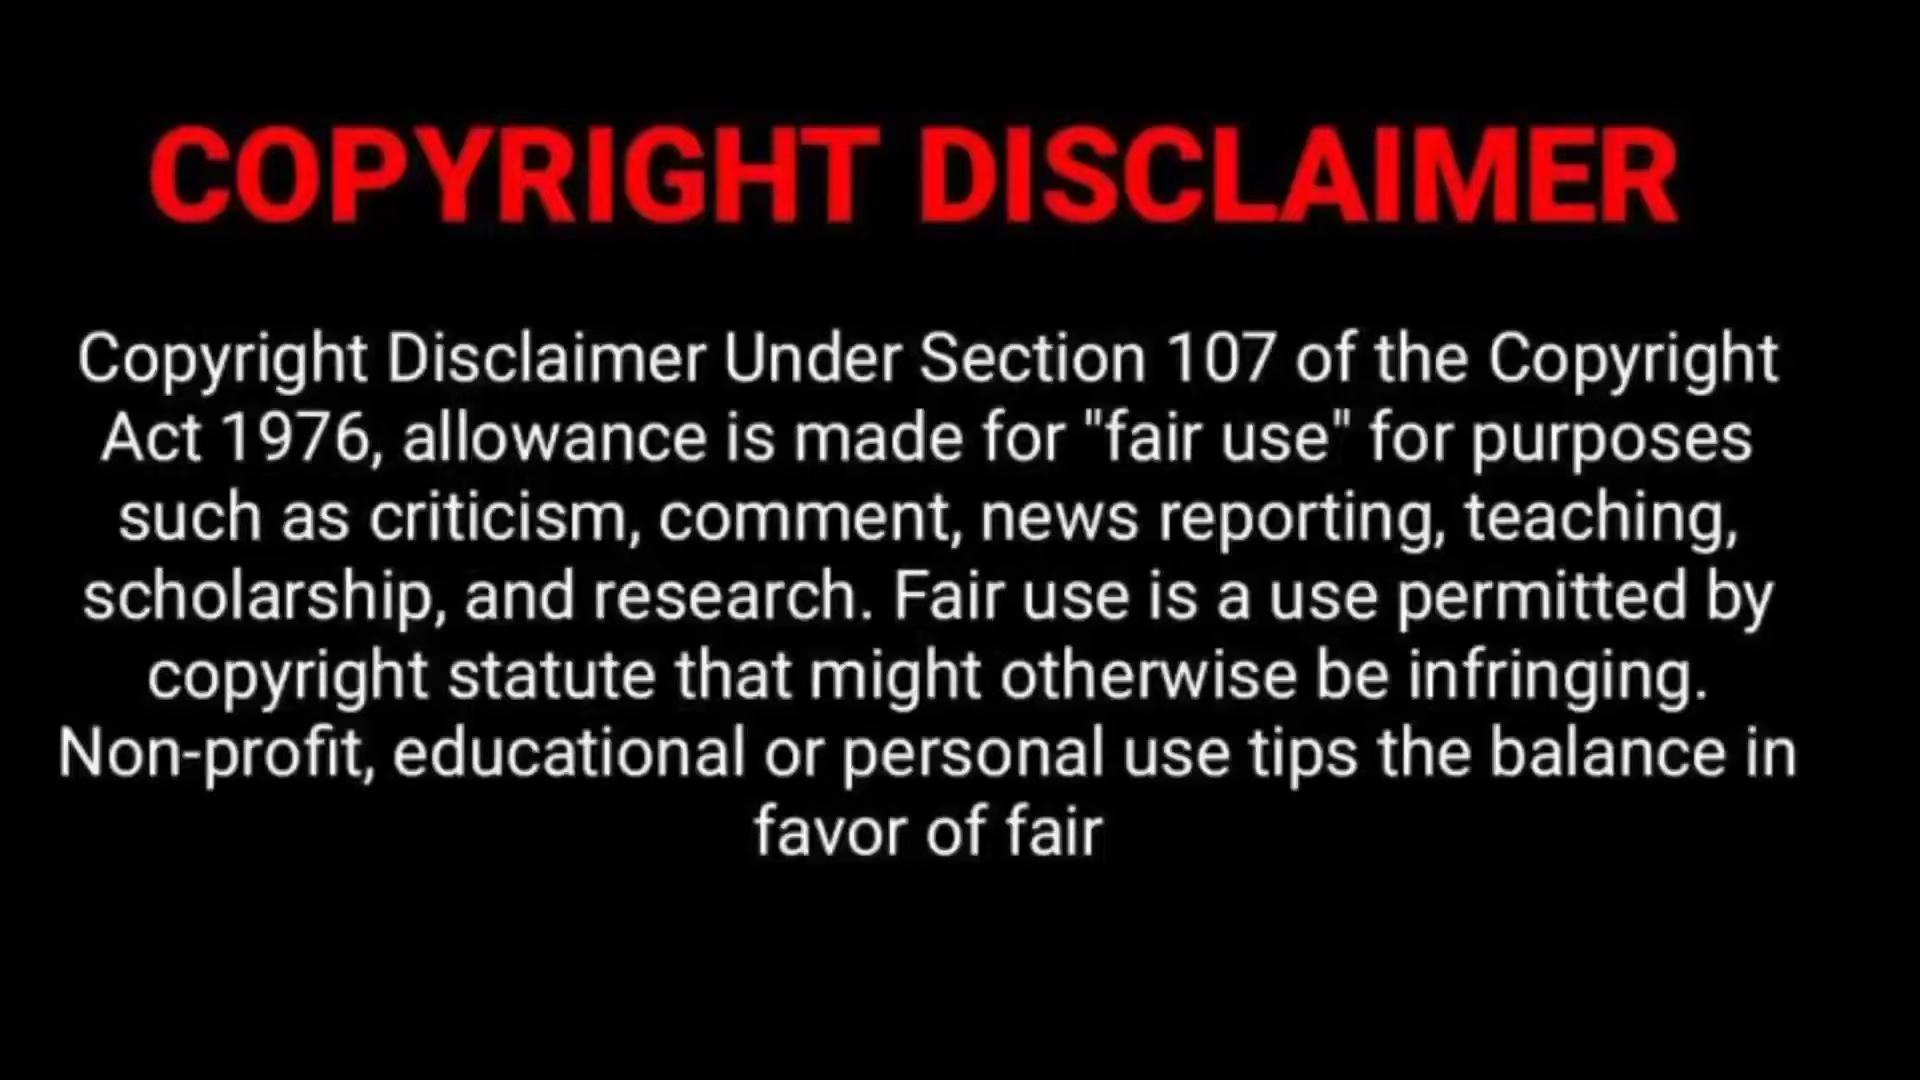 COPYRIGHT DISCLAIMER
Copyright Disclaimer Under Section 107 of the Copyright
Act 1976, allowance is made for "fair use" for purposes
such as criticism, comment, news reporting, teaching,
scholarship, and research. Fair use is a use permitted by
copyright statute that might otherwise be infringing.
Non-profit, educational or personal use tips the balance in
favor of fair